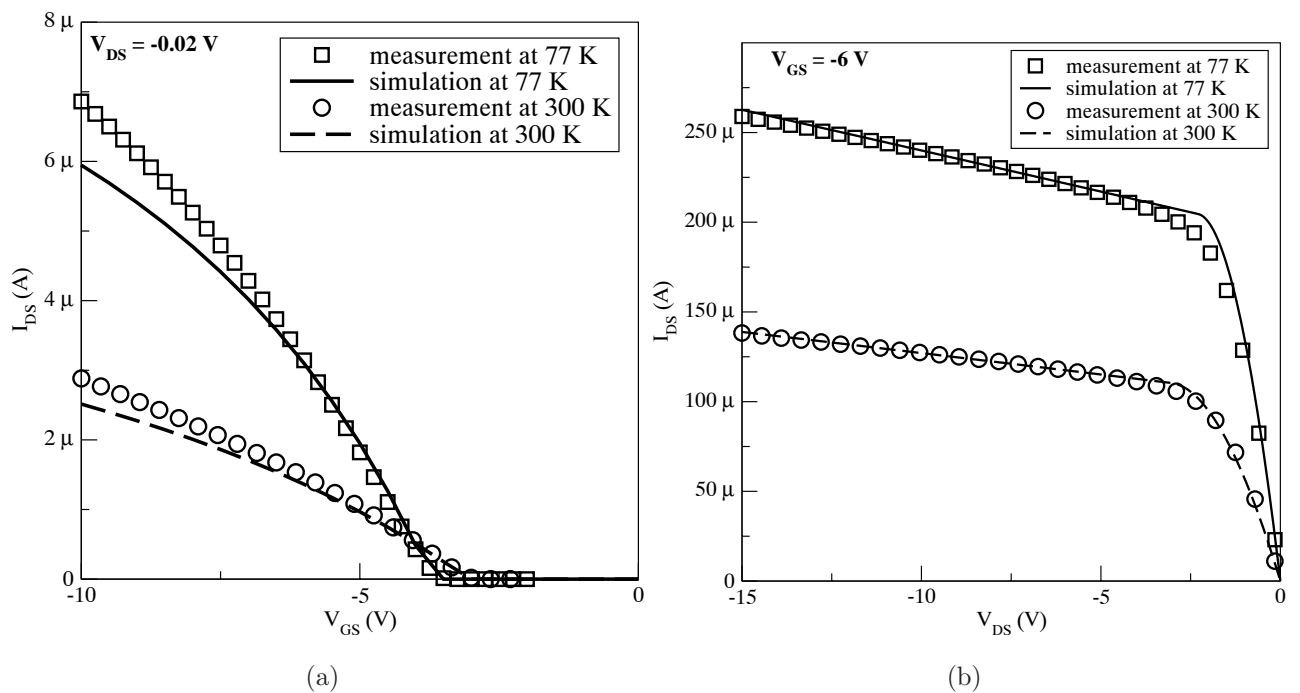 8 μ
6 μ
4 μ
2 μ
0
I_DS (A)
V_DS = -0.02 V
measurement at 77 K
simulation at 77 K
measurement at 300 K
simulation at 300 K
-10
-5
0
V_GS (V)
(a)
250 μ
200 μ
150 μ
100 μ
50 μ
0
I_DS (A)
V_GS = -6 V
measurement at 77 K
simulation at 77 K
measurement at 300 K
simulation at 300 K
-15
-10
-5
0
V_DS (V)
(b)